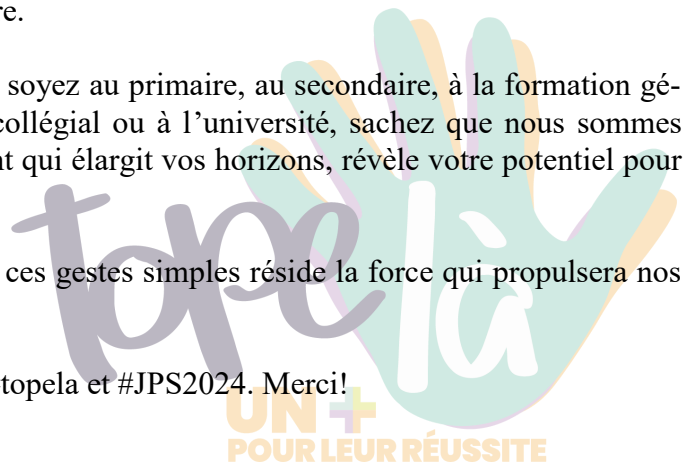 re.
soyez au primaire, au secondaire, à la formation gé-
collégial ou à l’université, sachez que nous sommes
nt qui élargit vos horizons, révèle votre potentiel pour
tope là
ces gestes simples réside la force qui propulsera nos
topela et #JPS2024. Merci!
UN +
POUR LEUR RÉUSSITE